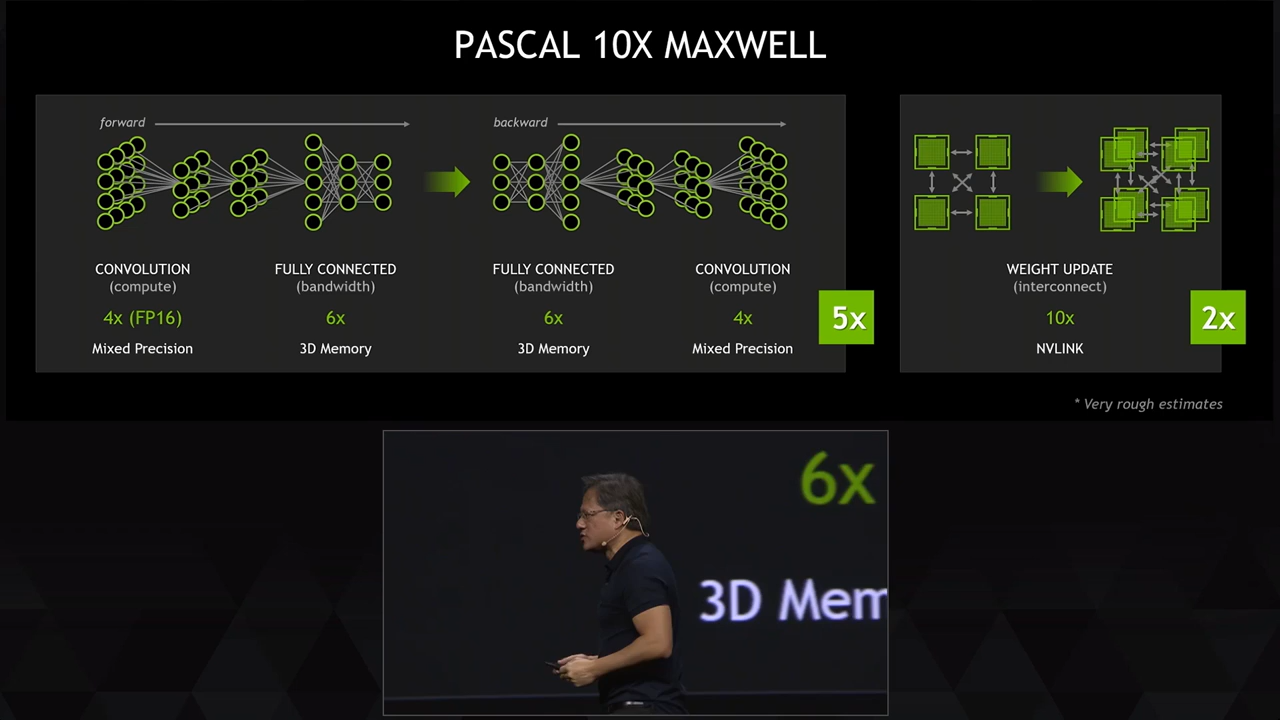 PASCAL 10X MAXWELL
forward
backward
CONVOLUTION
(compute)
4x (FP16)
Mixed Precision
FULLY CONNECTED
(bandwidth)
6x
3D Memory
FULLY CONNECTED
(bandwidth)
6x
3D Memory
CONVOLUTION
(compute)
4x
Mixed Precision
5x
WEIGHT UPDATE
(interconnect)
10x
NVLINK
2x
* Very rough estimates
6x
3D Mem